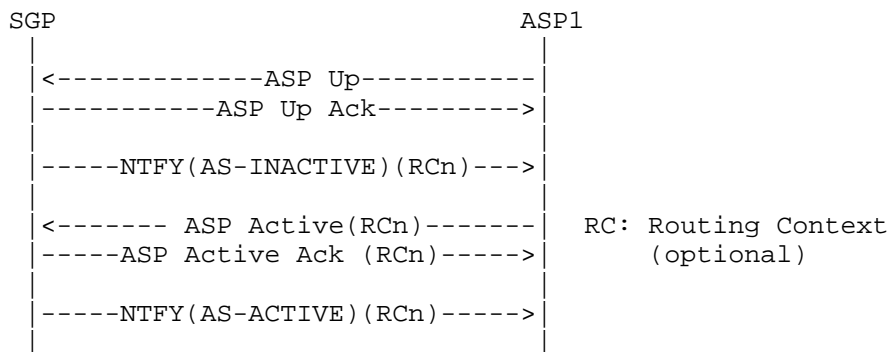 SGP ASP1
|<-------------ASP Up-----------|
|-----------ASP Up Ack--------->|
|-----NTFY(AS-INACTIVE)(RCn)--->|
|<------- ASP Active(RCn)-------| RC: Routing Context
|-----ASP Active Ack (RCn)----->| (optional)
|-----NTFY(AS-ACTIVE)(RCn)----->|